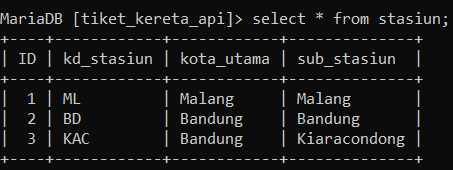 MariaDB [tiket_kereta_api]> select * from stasiun;
+----+------------+------------+--------------+
| ID | kd_stasiun | kota_utama | sub_stasiun  |
+----+------------+------------+--------------+
|  1 | ML         | Malang     | Malang       |
|  2 | BD         | Bandung    | Bandung      |
|  3 | KAC        | Bandung    | Kiaracondong |
+----+------------+------------+--------------+